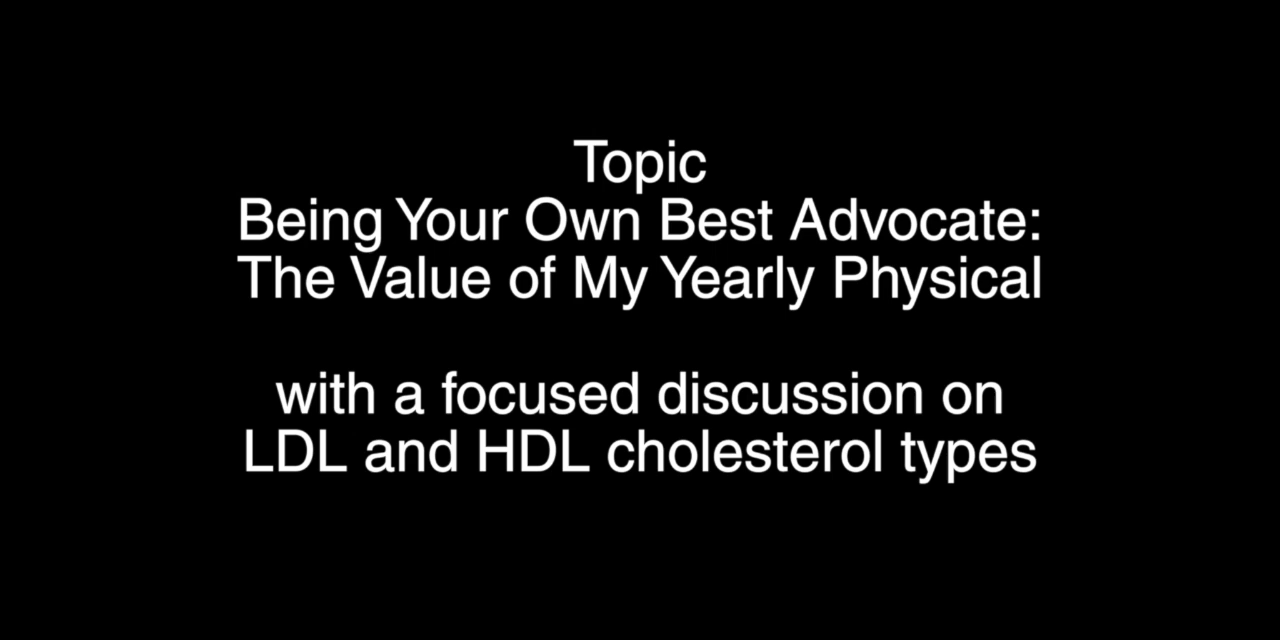 Topic
Being Your Own Best Advocate:
The Value of My Yearly Physical
with a focused discussion on
LDL and HDL cholesterol types